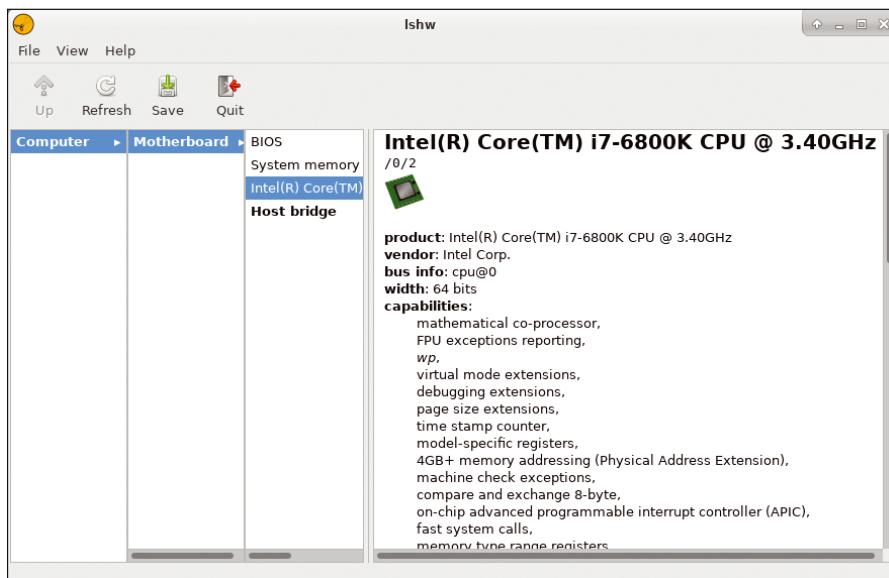 lshw
File View Help
Up Refresh Save Quit
Computer
Motherboard
BIOS
System memory
Intel(R) Core(TM)
Host bridge
Intel(R) Core(TM) i7-6800K CPU @ 3.40GHz
/0/2
product: Intel(R) Core(TM) i7-6800K CPU @ 3.40GHz
vendor: Intel Corp.
bus info: cpu@0
width: 64 bits
capabilities:
mathematical co-processor,
FPU exceptions reporting,
wp,
virtual mode extensions,
debugging extensions,
page size extensions,
time stamp counter,
model-specific registers,
4GB+ memory addressing (Physical Address Extension),
machine check exceptions,
compare and exchange 8-byte,
on-chip advanced programmable interrupt controller (APIC),
fast system calls,
memory type range registers